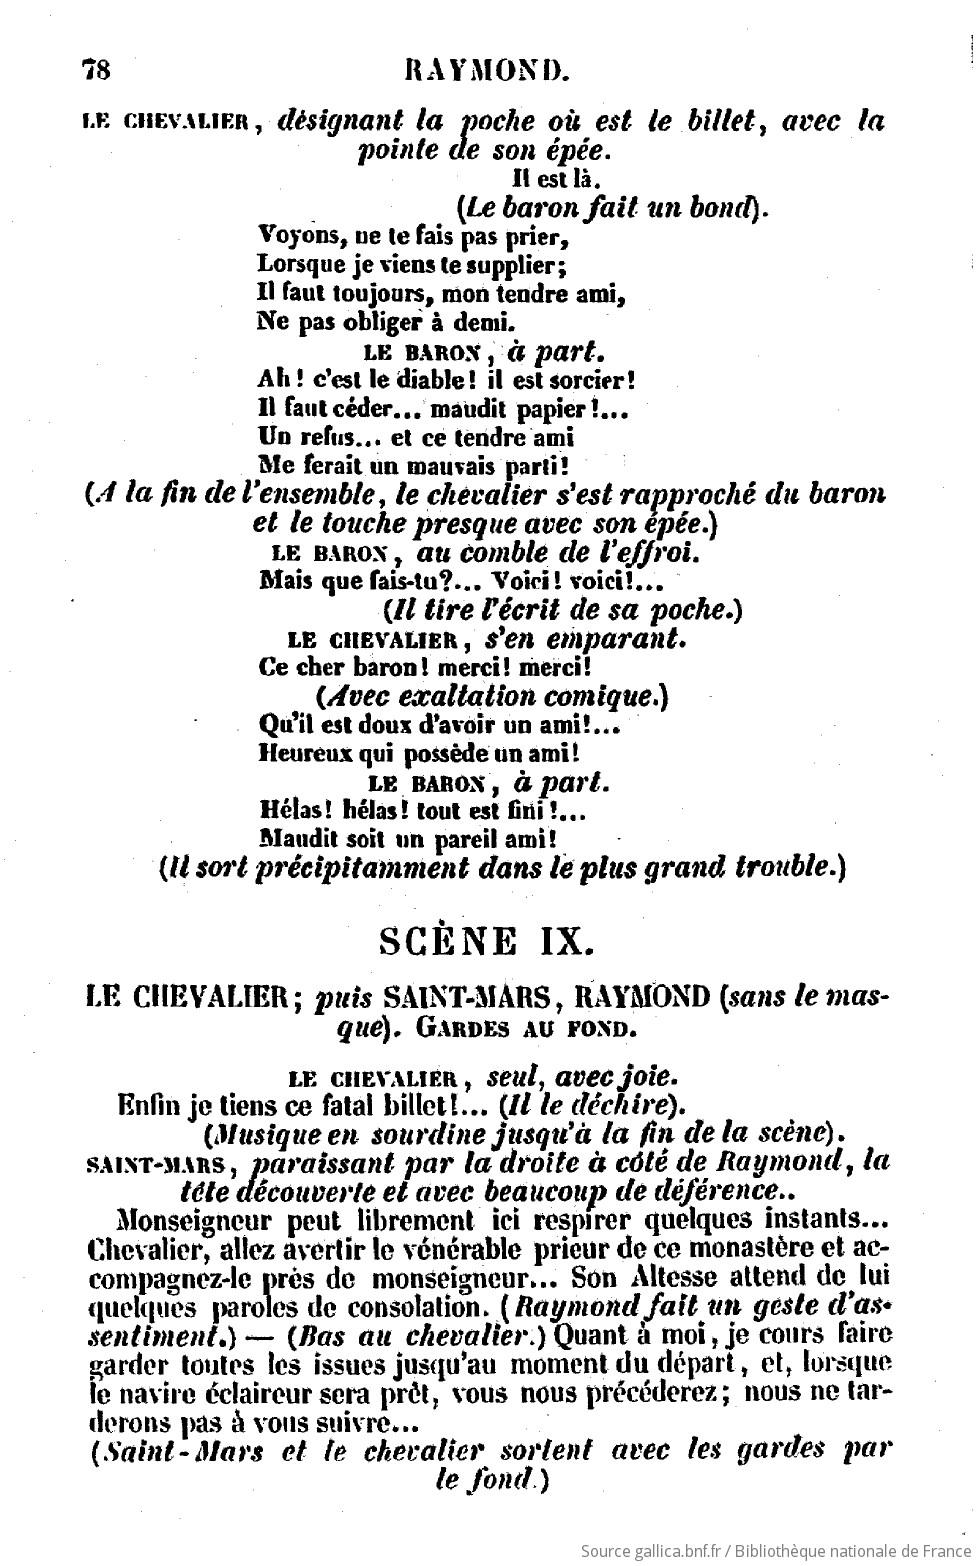 78 RAYMOND.
LE CHEVALIER, désignant la poche où est le billet, avec la
pointe de son épée.
Il est là.
(Le baron fait un bond).
Voyons, ne te fais pas prier,
Lorsque je viens te supplier;
Il faut toujours, mon tendre ami,
Ne pas obliger à demi.
LE BARON, à part.
Ah! c'est le diable! il est sorcier!
Il faut céder... maudit papier!...
Un refus... et ce tendre ami
Me ferait un mauvais parti!
(A la fin de l'ensemble, le chevalier s'est rapproché du baron
et le touche presque avec son épée.)
LE BARON, au comble de l'effroi.
Mais que fais-tu?... Voici! voici!...
(Il tire l'écrit de sa poche.)
LE CHEVALIER, s'en emparant.
Ce cher baron! merci! merci!
(Avec exaltation comique.)
Qu'il est doux d'avoir un ami!...
Heureux qui possède un ami!
LE BARON, à part.
Hélas! hélas! tout est fini!...
Maudit soit un pareil ami!
(Il sort précipitamment dans le plus grand trouble.)
SCÈNE IX.
LE CHEVALIER; puis SAINT-MARS, RAYMOND (sans le mas-
que). GARDES AU FOND.
LE CHEVALIER, seul, avec joie.
Enfin je tiens ce fatal billet!... (Il le déchire).
(Musique en sourdine jusqu'à la fin de la scène).
SAINT-MARS, paraissant par la droite à côté de Raymond, la
tête découverte et avec beaucoup de déférence..
Monseigneur peut librement ici respirer quelques instants...
Chevalier, allez avertir le vénérable prieur de ce monastère et ac-
compagnez-le près de monseigneur... Son Altesse attend de lui
quelques paroles de consolation. (Raymond fait un geste d'as-
sentiment.) — (Bas au chevalier.) Quant à moi, je cours faire
garder toutes les issues jusqu'au moment du départ, et, lorsque
le navire éclaireur sera prêt, vous nous précéderez; nous ne tar-
derons pas à vous suivre...
(Saint-Mars et le chevalier sortent avec les gardes par
le fond.)
Source gallica.bnf.fr / Bibliothèque nationale de France